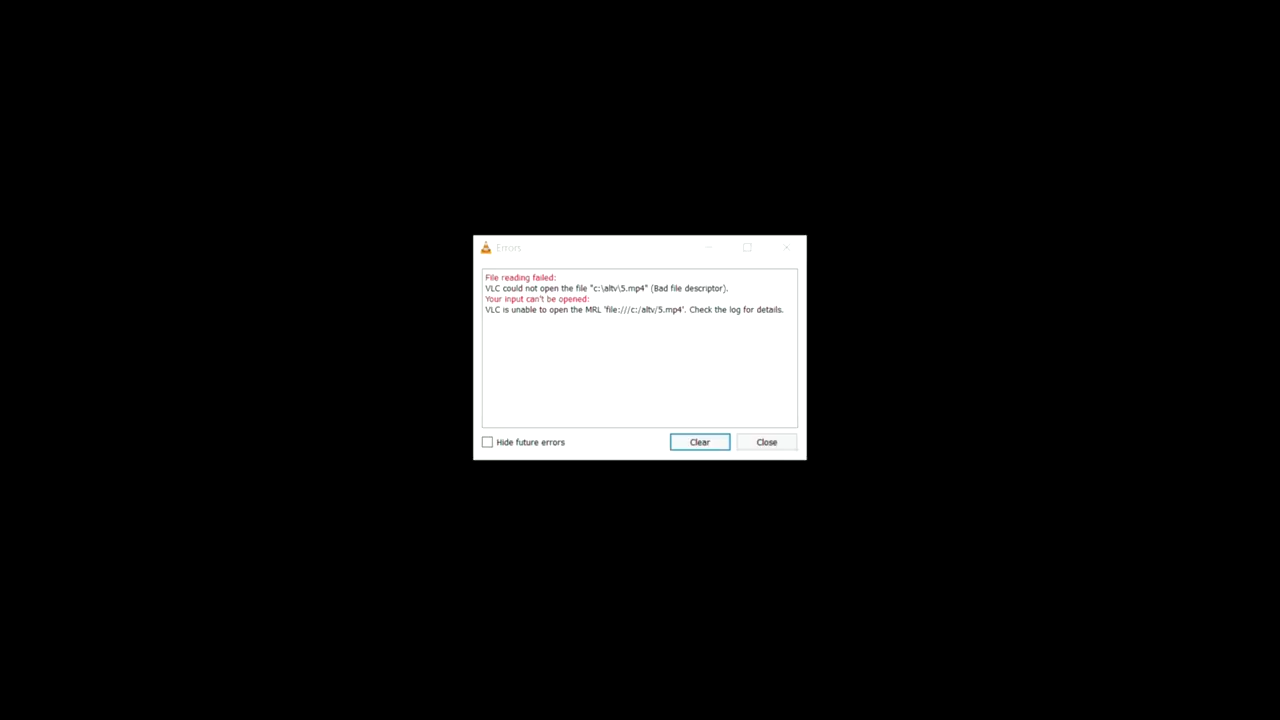 Errors
File reading failed:
VLC could not open the file "c:\altv\5.mp4" (Bad file descriptor).
Your input can't be opened:
VLC is unable to open the MRL 'file:///c:/altv/5.mp4'. Check the log for details.
Hide future errors
Clear
Close